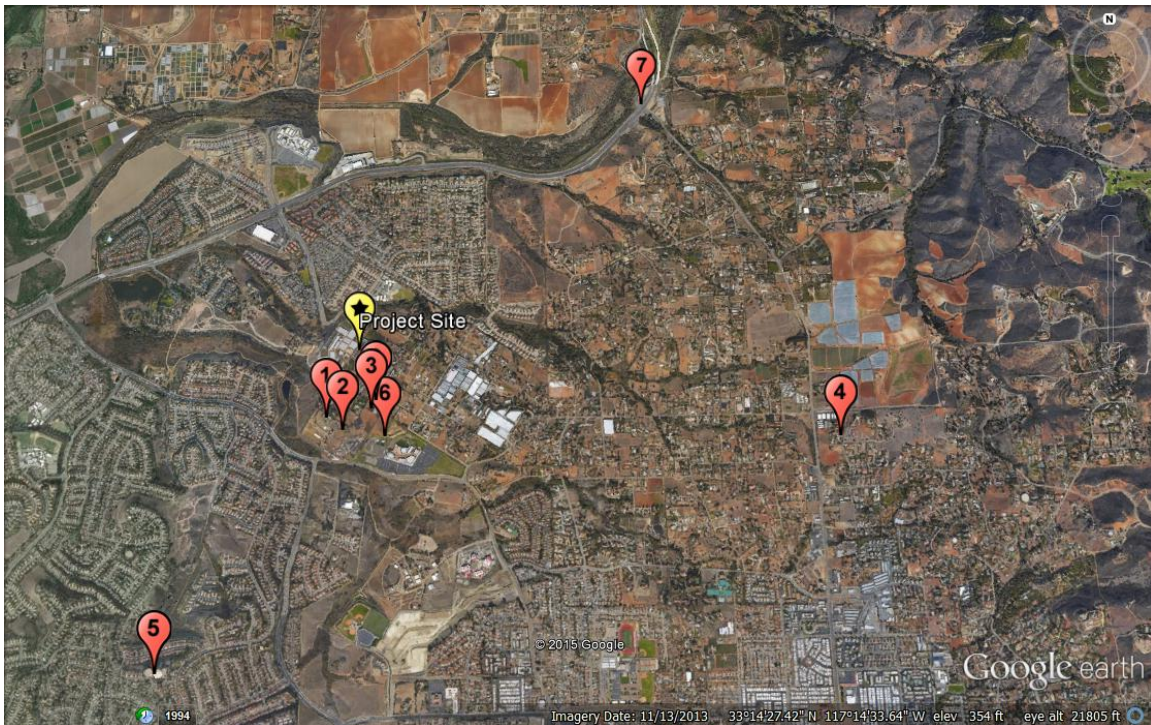 N
7
Project Site
1
3
2
6
4
5
© 2015 Google
Google earth
1994
Imagery Date: 11/13/2013 33°14'27.42" N 117°14'33.64" W elev 354 ft eye alt 21805 ft